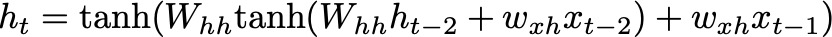 h_t = tanh(W_{hh}tanh(W_{hh}h_{t−2} + w_{xh}x_{t−2}) + w_{xh}x_{t−1})